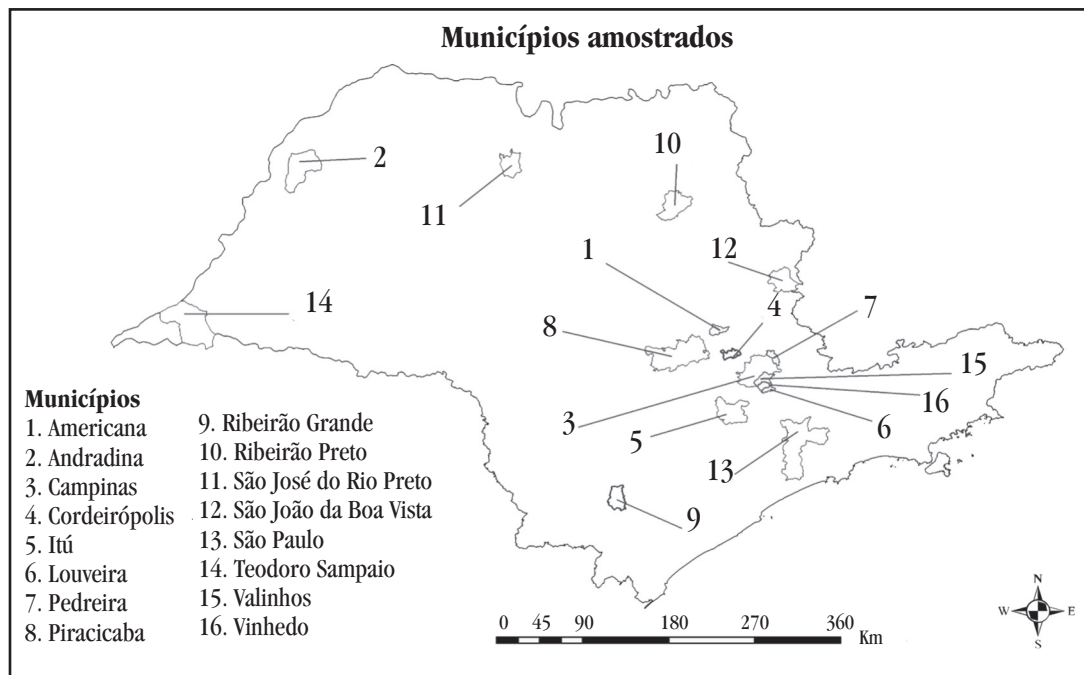 Municípios amostrados
2
10
11
1
12
14
8
4
7
15
16
3
5
6
13
9
Municípios
1. Americana
2. Andradina
3. Campinas
4. Cordeirópolis
5. Itú
6. Louveira
7. Pedreira
8. Piracicaba
9. Ribeirão Grande
10. Ribeirão Preto
11. São José do Rio Preto
12. São João da Boa Vista
13. São Paulo
14. Teodoro Sampaio
15. Valinhos
16. Vinhedo
0 45 90 180 270 360
Km
N
W E
S